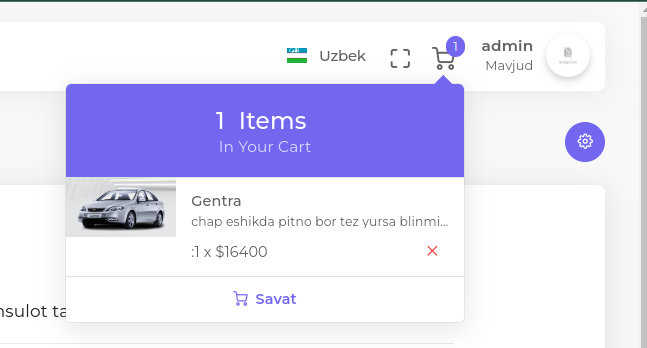 Uzbek
1
admin
Mavjud
1 Items
In Your Cart
Gentra
chap eshikda pitno bor tez yursa blinmi...
:1 x $16400
Savat
nsulot ta